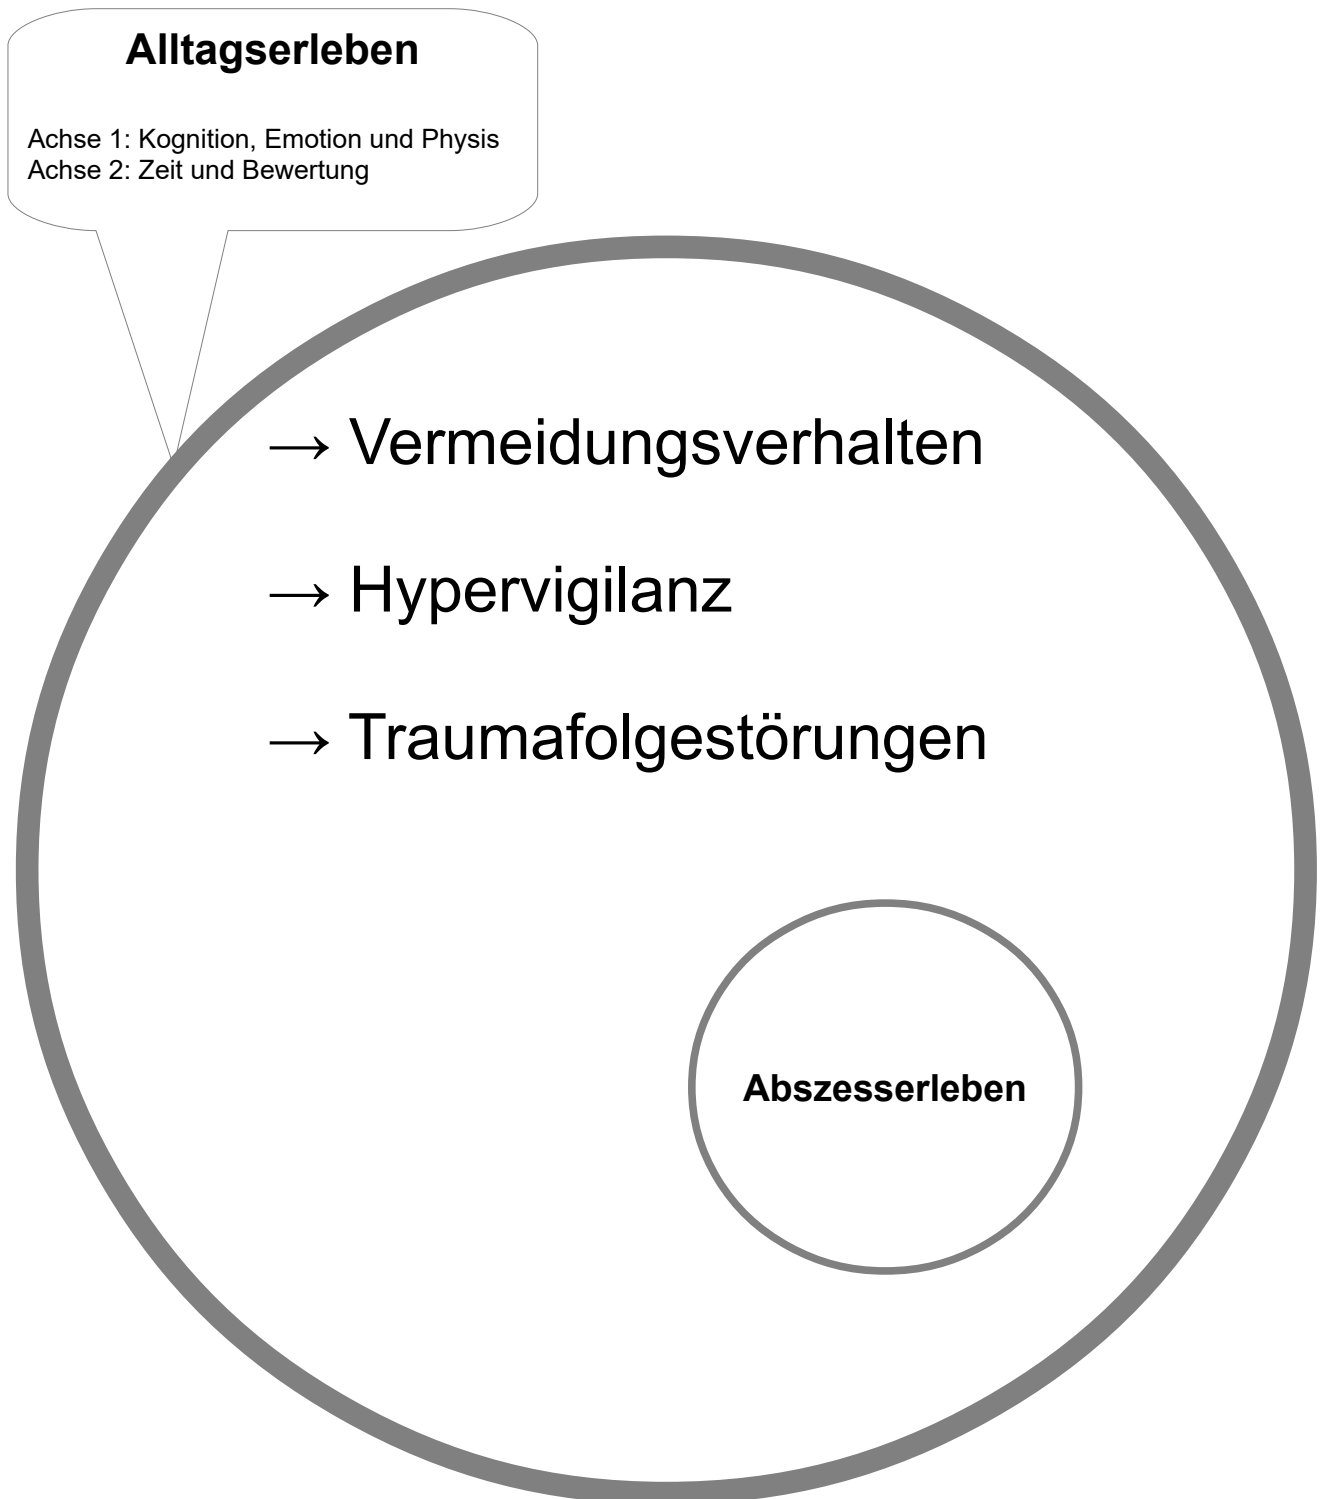 Alltagserleben
Achse 1: Kognition, Emotion und Physis
Achse 2: Zeit und Bewertung
→ Vermeidungsverhalten
→ Hypervigilanz
→ Traumafolgestörungen
Abszesserleben